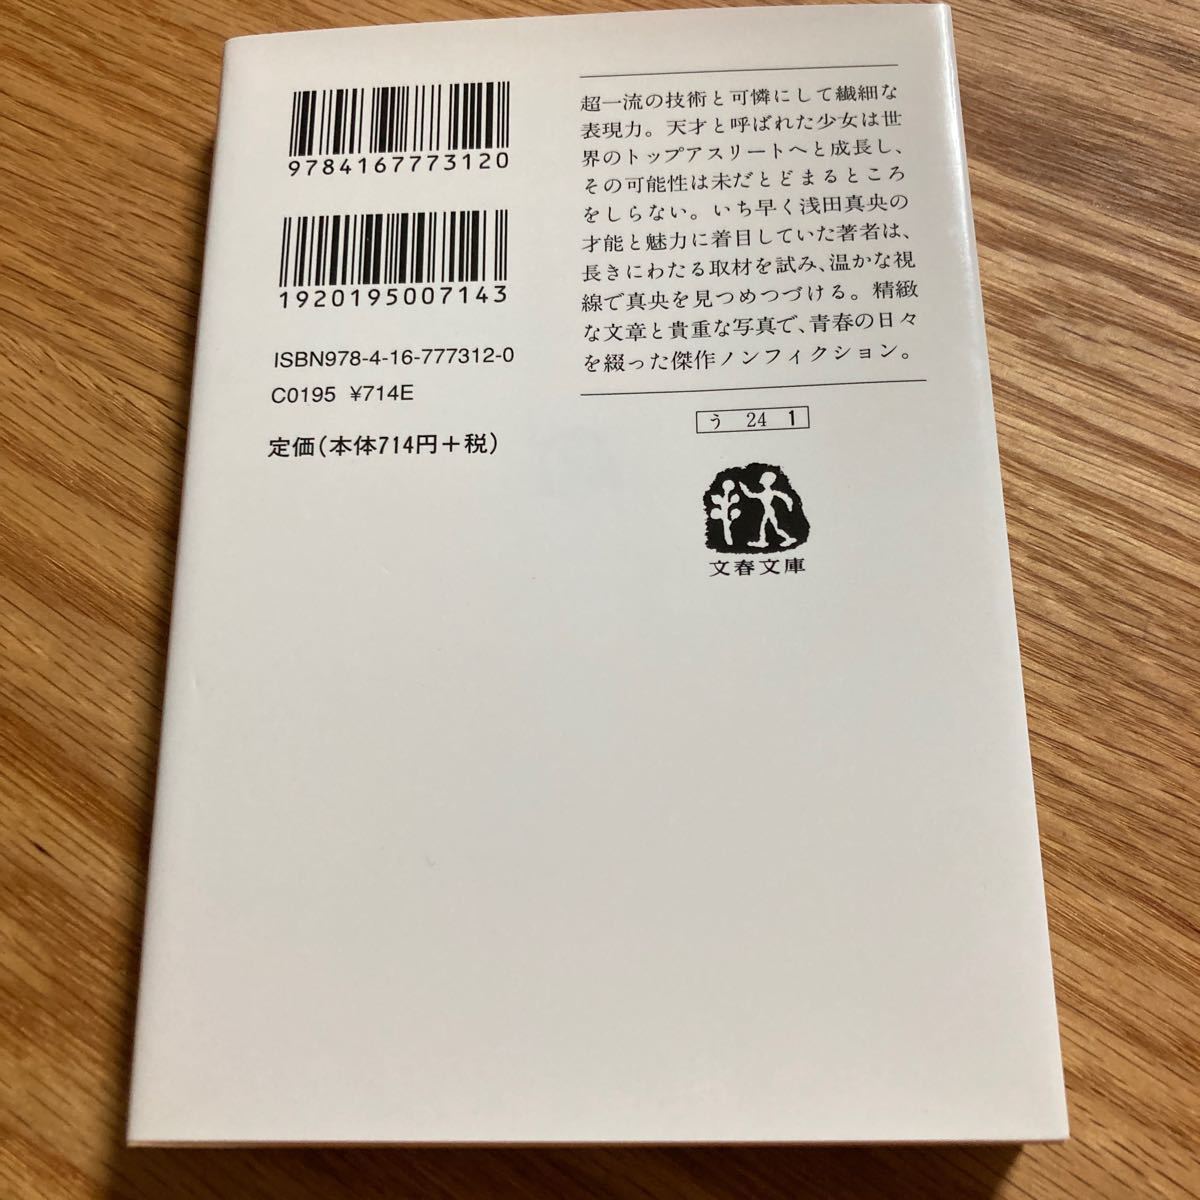 9784167773120
1920195007143
ISBN978-4-16-777312-0
C0195 ¥714E
定価(本体714円+税)
超一流の技術と可憐にして繊細な
表現力。天才と呼ばれた少女は世
界のトップアスリートへと成長し、
その可能性は未だとどまるところ
をしらない。いち早く浅田真央の
才能と魅力に着目していた著者は、
長きにわたる取材を試み、温かな視
線で真央を見つめつづける。精緻
な文章と貴重な写真で、青春の日々
を綴った傑作ノンフィクション。
う 24 1
文春文庫